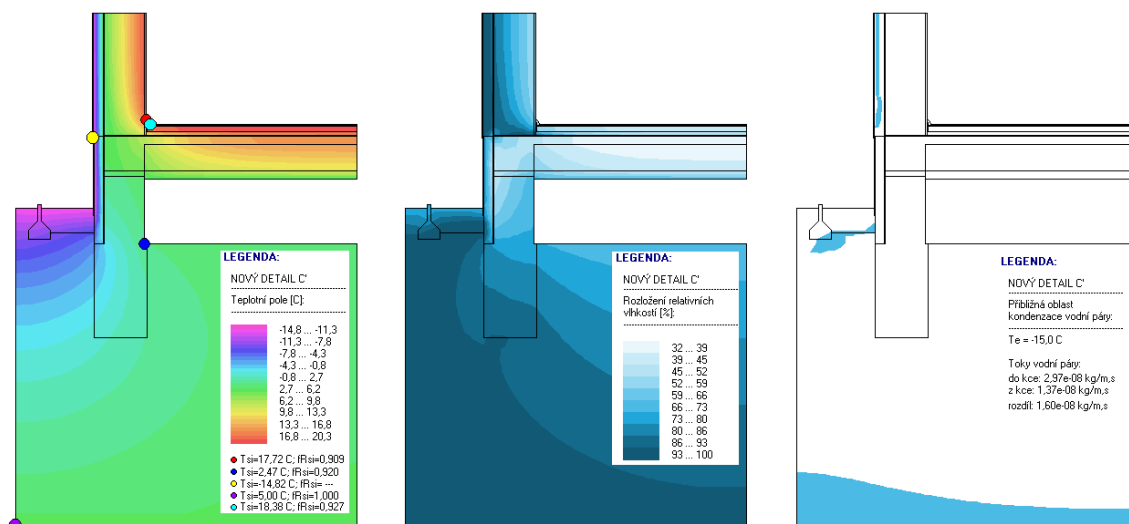 LEGENDA:
NOVÝ DETAIL C'
Teplotní pole [C]:
-14,8 ... -11,3
-11,3 ... -7,8
-7,8 ... -4,3
-4,3 ... -0,8
-0,8 ... 2,7
2,7 ... 6,2
6,2 ... 9,8
9,8 ... 13,3
13,3 ... 16,8
16,8 ... 20,3
Tsi=17,72 C; fRsi=0,909
Tsi=2,47 C; fRsi=0,920
Tsi=-14,82 C; fRsi= ---
Tsi=5,00 C; fRsi=1,000
Tsi=18,38 C; fRsi=0,927
LEGENDA:
NOVÝ DETAIL C'
Rozložení relativních
vlhkostí [%]:
32 ... 39
39 ... 45
45 ... 52
52 ... 59
59 ... 66
66 ... 73
73 ... 80
80 ... 86
86 ... 93
93 ... 100
LEGENDA:
NOVÝ DETAIL C'
Přibližná oblast
kondenzace vodní páry:
Te = -15,0 C
Toky vodní páry:
do kce: 2,97e-08 kg/m,s
z kce: 1,37e-08 kg/m,s
rozdíl: 1,60e-08 kg/m,s